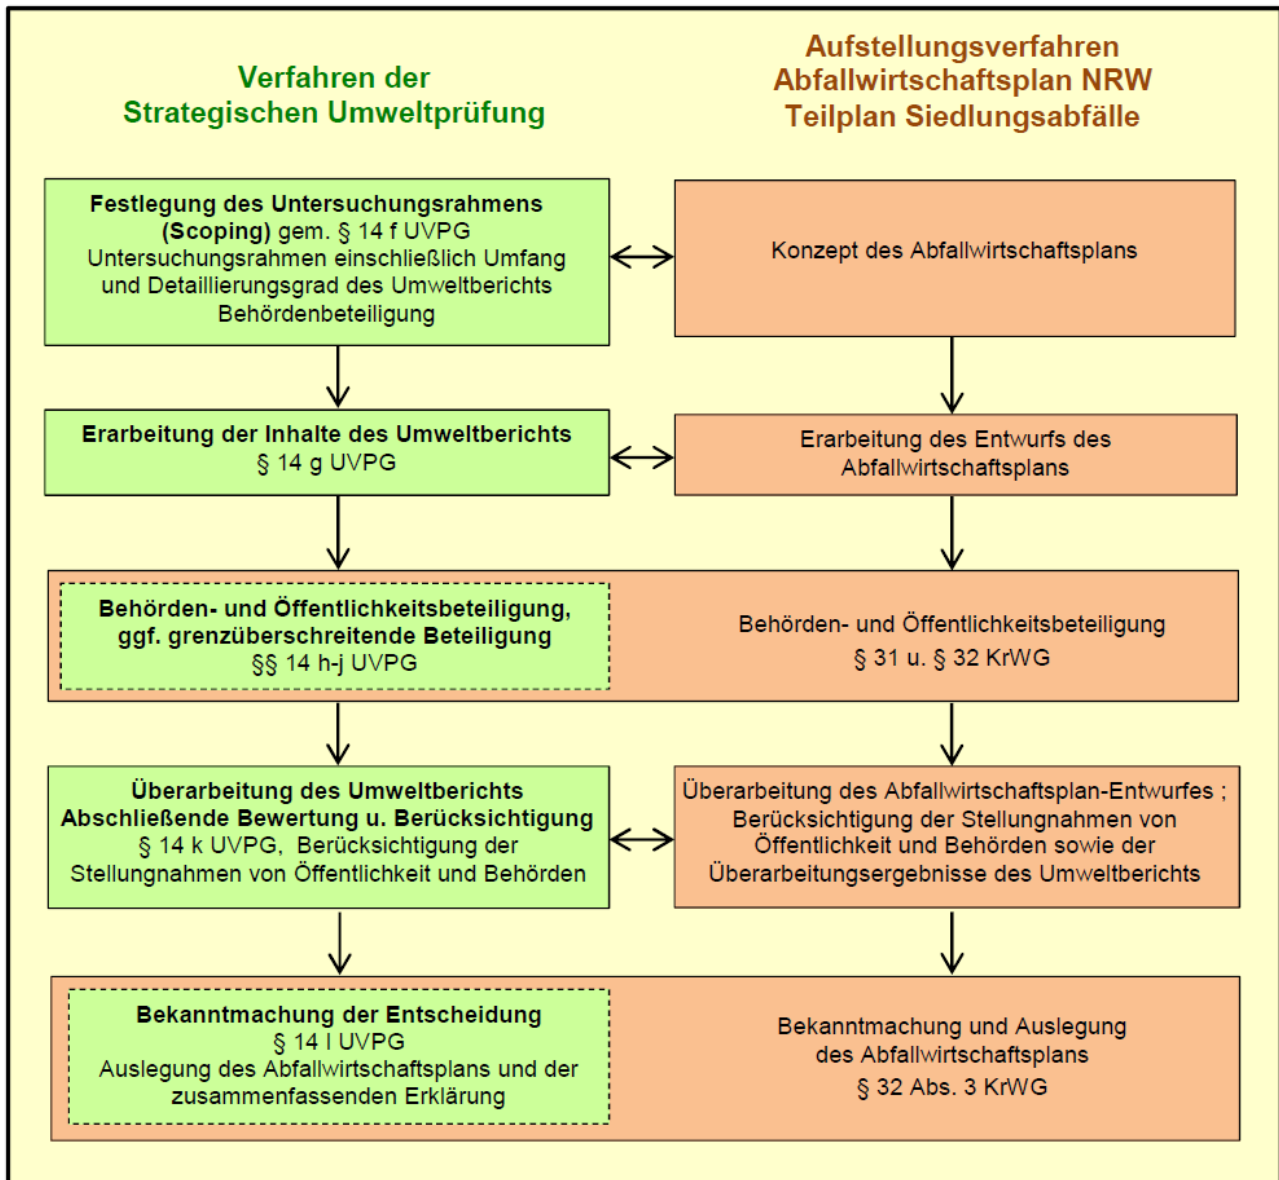 Verfahren der
Strategischen Umweltprüfung
Aufstellungsverfahren
Abfallwirtschaftsplan NRW
Teilplan Siedlungsabfälle
Festlegung des Untersuchungsrahmens
(Scoping) gem. § 14 f UVPG
Untersuchungsrahmen einschließlich Umfang
und Detaillierungsgrad des Umweltberichts
Behördenbeteiligung
Konzept des Abfallwirtschaftsplans
Erarbeitung der Inhalte des Umweltberichts
§ 14 g UVPG
Erarbeitung des Entwurfs des
Abfallwirtschaftsplans
Behörden- und Öffentlichkeitsbeteiligung,
ggf. grenzüberschreitende Beteiligung
§§ 14 h-j UVPG
Behörden- und Öffentlichkeitsbeteiligung
§ 31 u. § 32 KrWG
Überarbeitung des Umweltberichts
Abschließende Bewertung u. Berücksichtigung
§ 14 k UVPG, Berücksichtigung der
Stellungnahmen von Öffentlichkeit und Behörden
Überarbeitung des Abfallwirtschaftsplan-Entwurfes ;
Berücksichtigung der Stellungnahmen von
Öffentlichkeit und Behörden sowie der
Überarbeitungsergebnisse des Umweltberichts
Bekanntmachung der Entscheidung
§ 14 l UVPG
Auslegung des Abfallwirtschaftsplans und der
zusammenfassenden Erklärung
Bekanntmachung und Auslegung
des Abfallwirtschaftsplans
§ 32 Abs. 3 KrWG